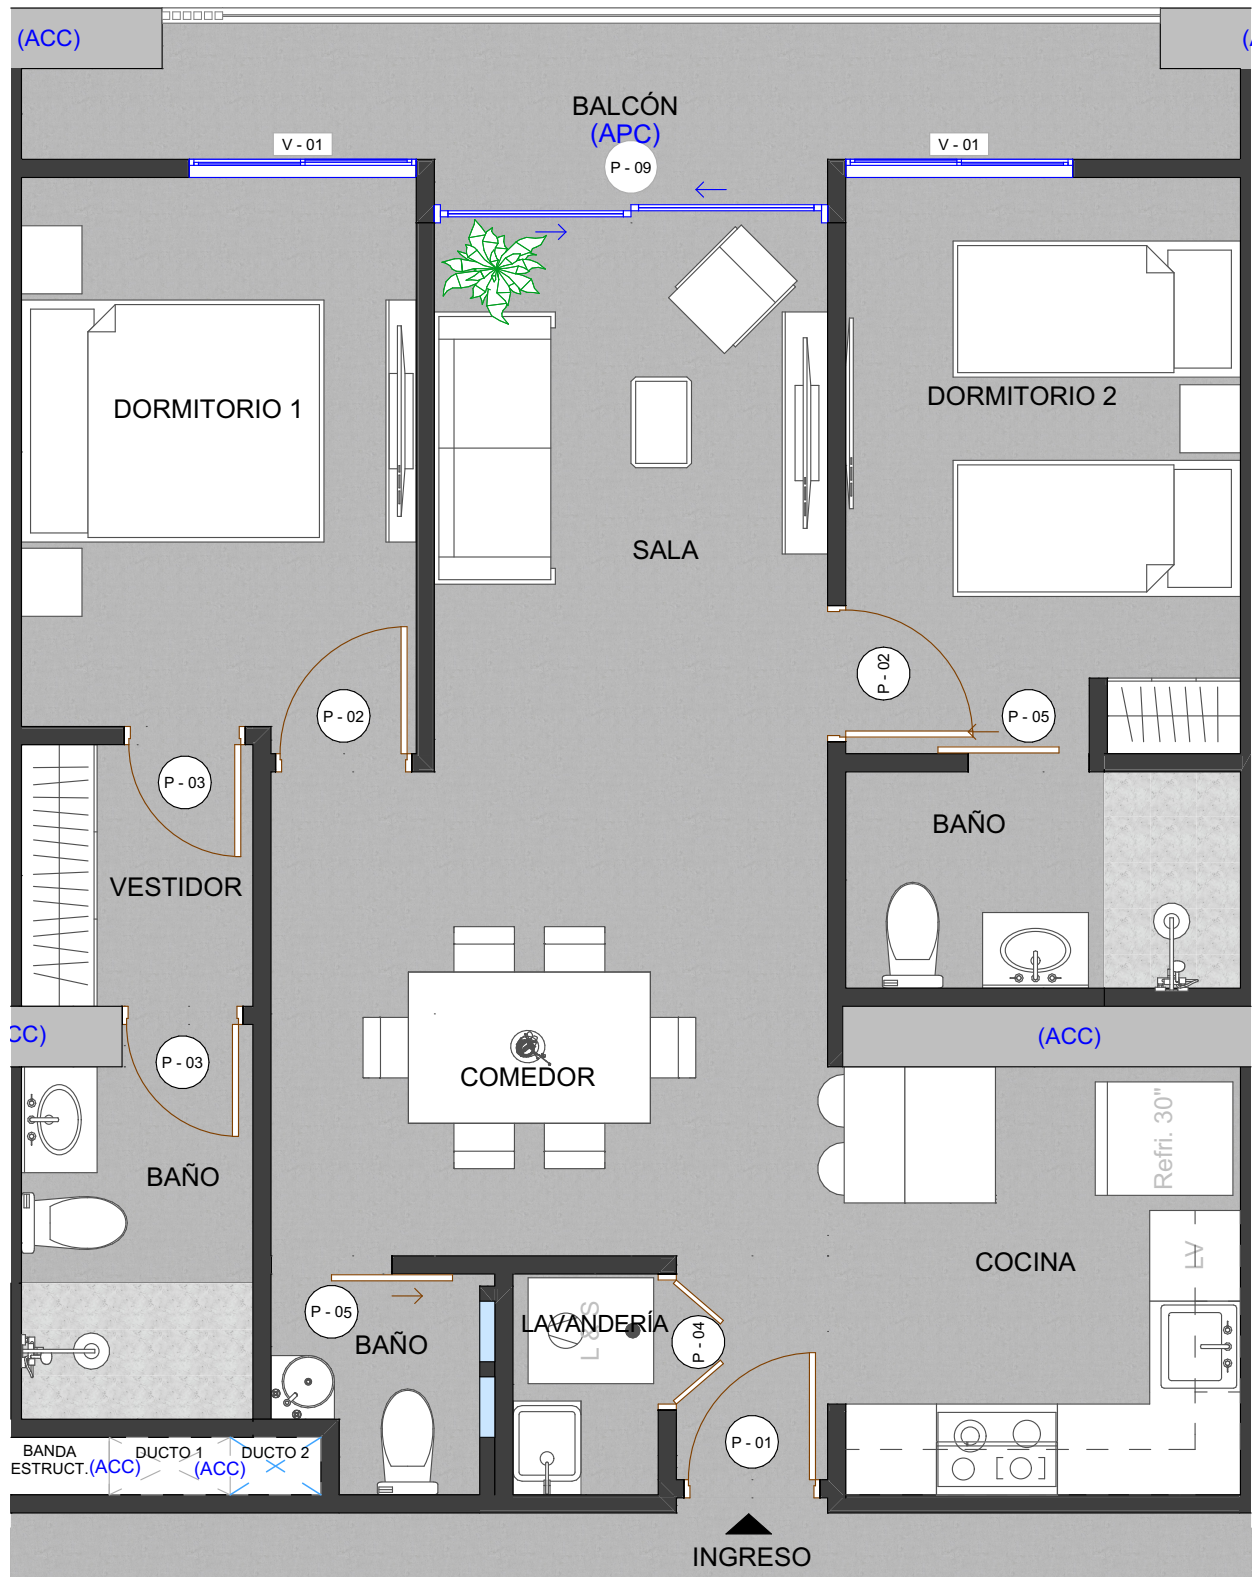 (ACC)
BALCÓN
(APC)
V - 01
P - 09
V - 01
DORMITORIO 1
DORMITORIO 2
SALA
P - 02
P - 02
P - 05
P - 03
BAÑO
VESTIDOR
CC)
P - 03
(ACC)
COMEDOR
Refri. 30"
BAÑO
COCINA
LV
P - 05
BAÑO
LAVANDERÍA
L & S
P - 04
P - 01
BANDA
ESTRUCT.
(ACC)
DUCTO 1
(ACC)
DUCTO 2
INGRESO